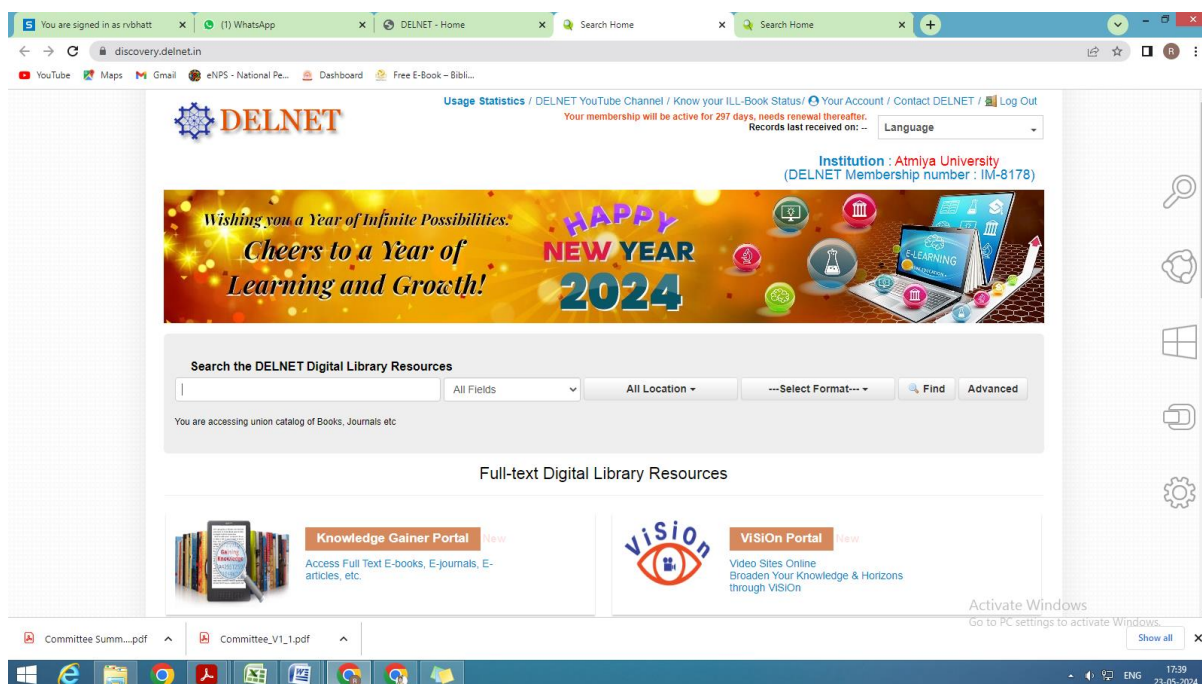 You are signed in as rvbhatt
(1) WhatsApp
DELNET - Home
Search Home
Search Home
discovery.delnet.in
YouTube Maps Gmail eNPS - National Pe... Dashboard Free E-Book – Bibli...
DELNET
Usage Statistics / DELNET YouTube Channel / Know your ILL-Book Status/ Your Account / Contact DELNET / Log Out
Your membership will be active for 297 days, needs renewal thereafter.
Records last received on: --
Language
Institution : Atmiya University
(DELNET Membership number : IM-8178)
Wishing you a Year of Infinite Possibilities.
Cheers to a Year of
Learning and Growth!
HAPPY
NEW YEAR
2024
E-LEARNING
Search the DELNET Digital Library Resources
All Fields All Location ---Select Format--- Find Advanced
You are accessing union catalog of Books, Journals etc
Full-text Digital Library Resources
Knowledge Gainer Portal New
Access Full Text E-books, E-journals, E-
articles, etc.
ViSiOn
ViSiOn Portal New
Video Sites Online
Broaden Your Knowledge & Horizons
through ViSiOn
Activate Windows
Go to PC settings to activate Windows.
Committee Summ....pdf
Committee_V1_1.pdf
Show all
ENG
17:39
23-05-2024